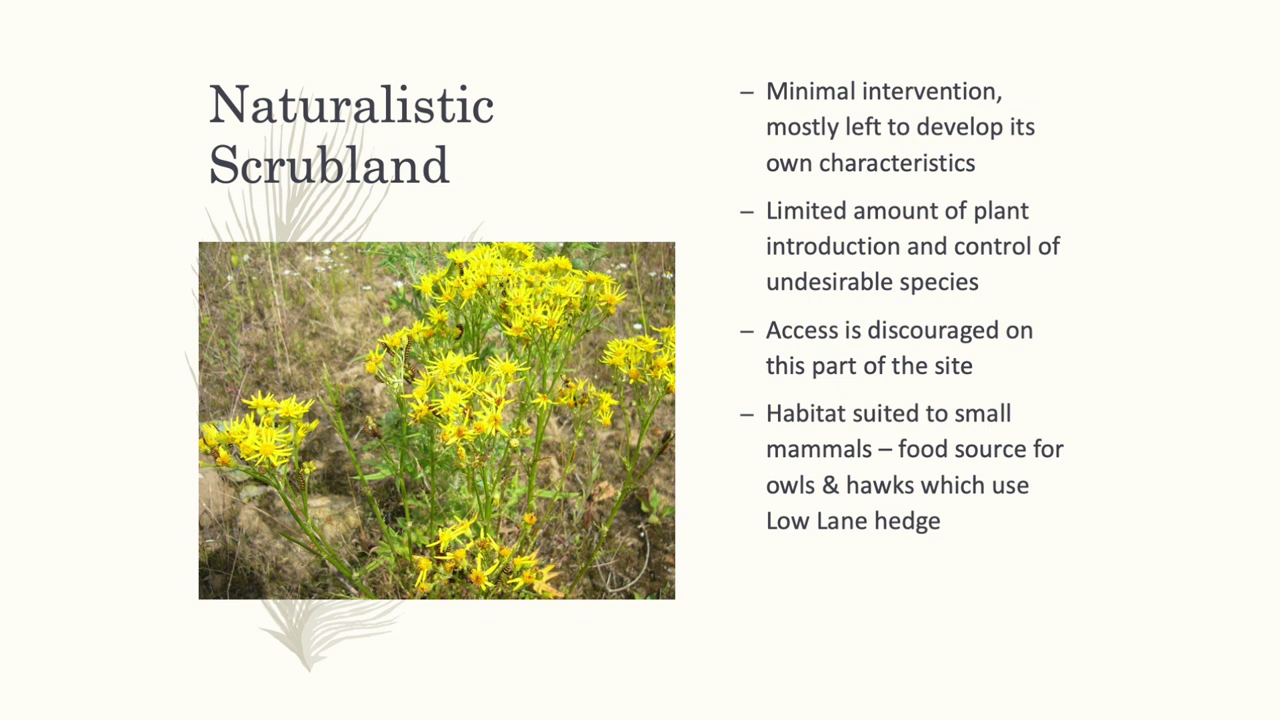 Naturalistic
Scrubland
– Minimal intervention,
mostly left to develop its
own characteristics
– Limited amount of plant
introduction and control of
undesirable species
– Access is discouraged on
this part of the site
– Habitat suited to small
mammals – food source for
owls & hawks which use
Low Lane hedge